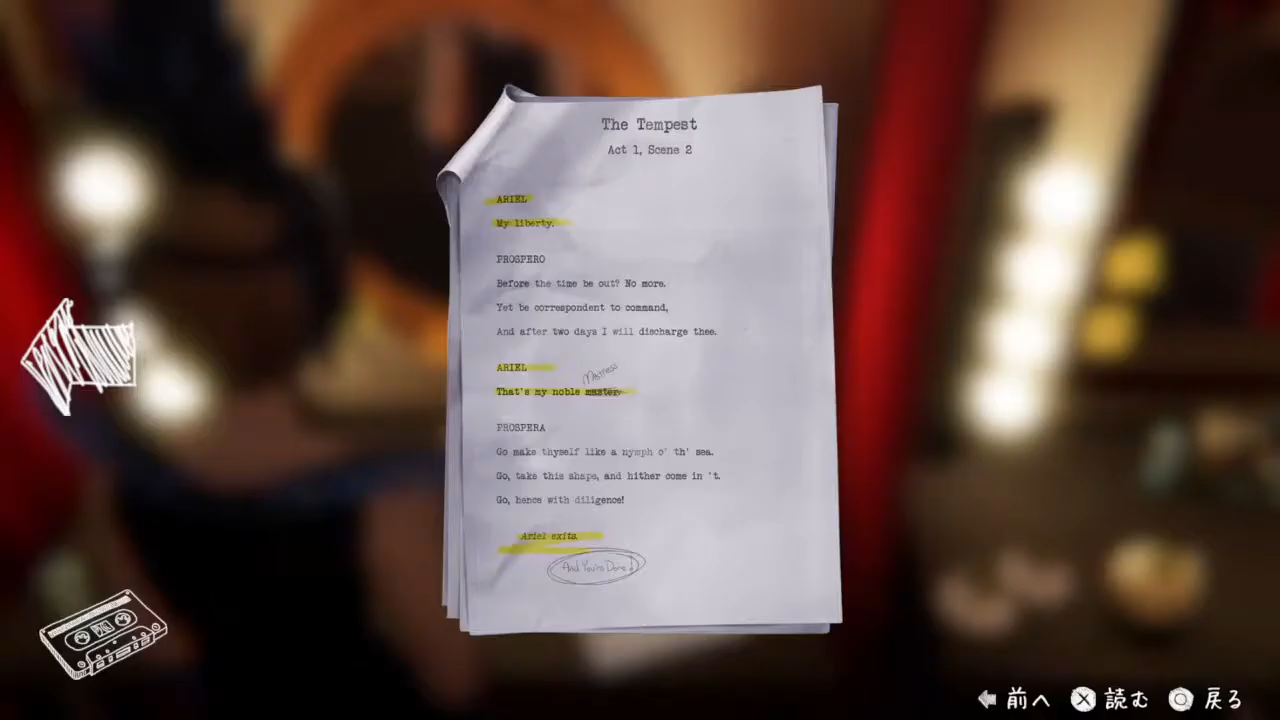 The Tempest
Act 1, Scene 2
ARIEL
My liberty.
PROSPERO
Before the time be out? No more.
Yet be correspondent to command,
And after two days I will discharge thee.
ARIEL
Mistress
That's my noble master.
PROSPERA
Go make thyself like a nymph o' th' sea.
Go, take this shape, and hither come in 't.
Go, hence with diligence!
Ariel exits.
And You're Done!
前へ 読む 戻る